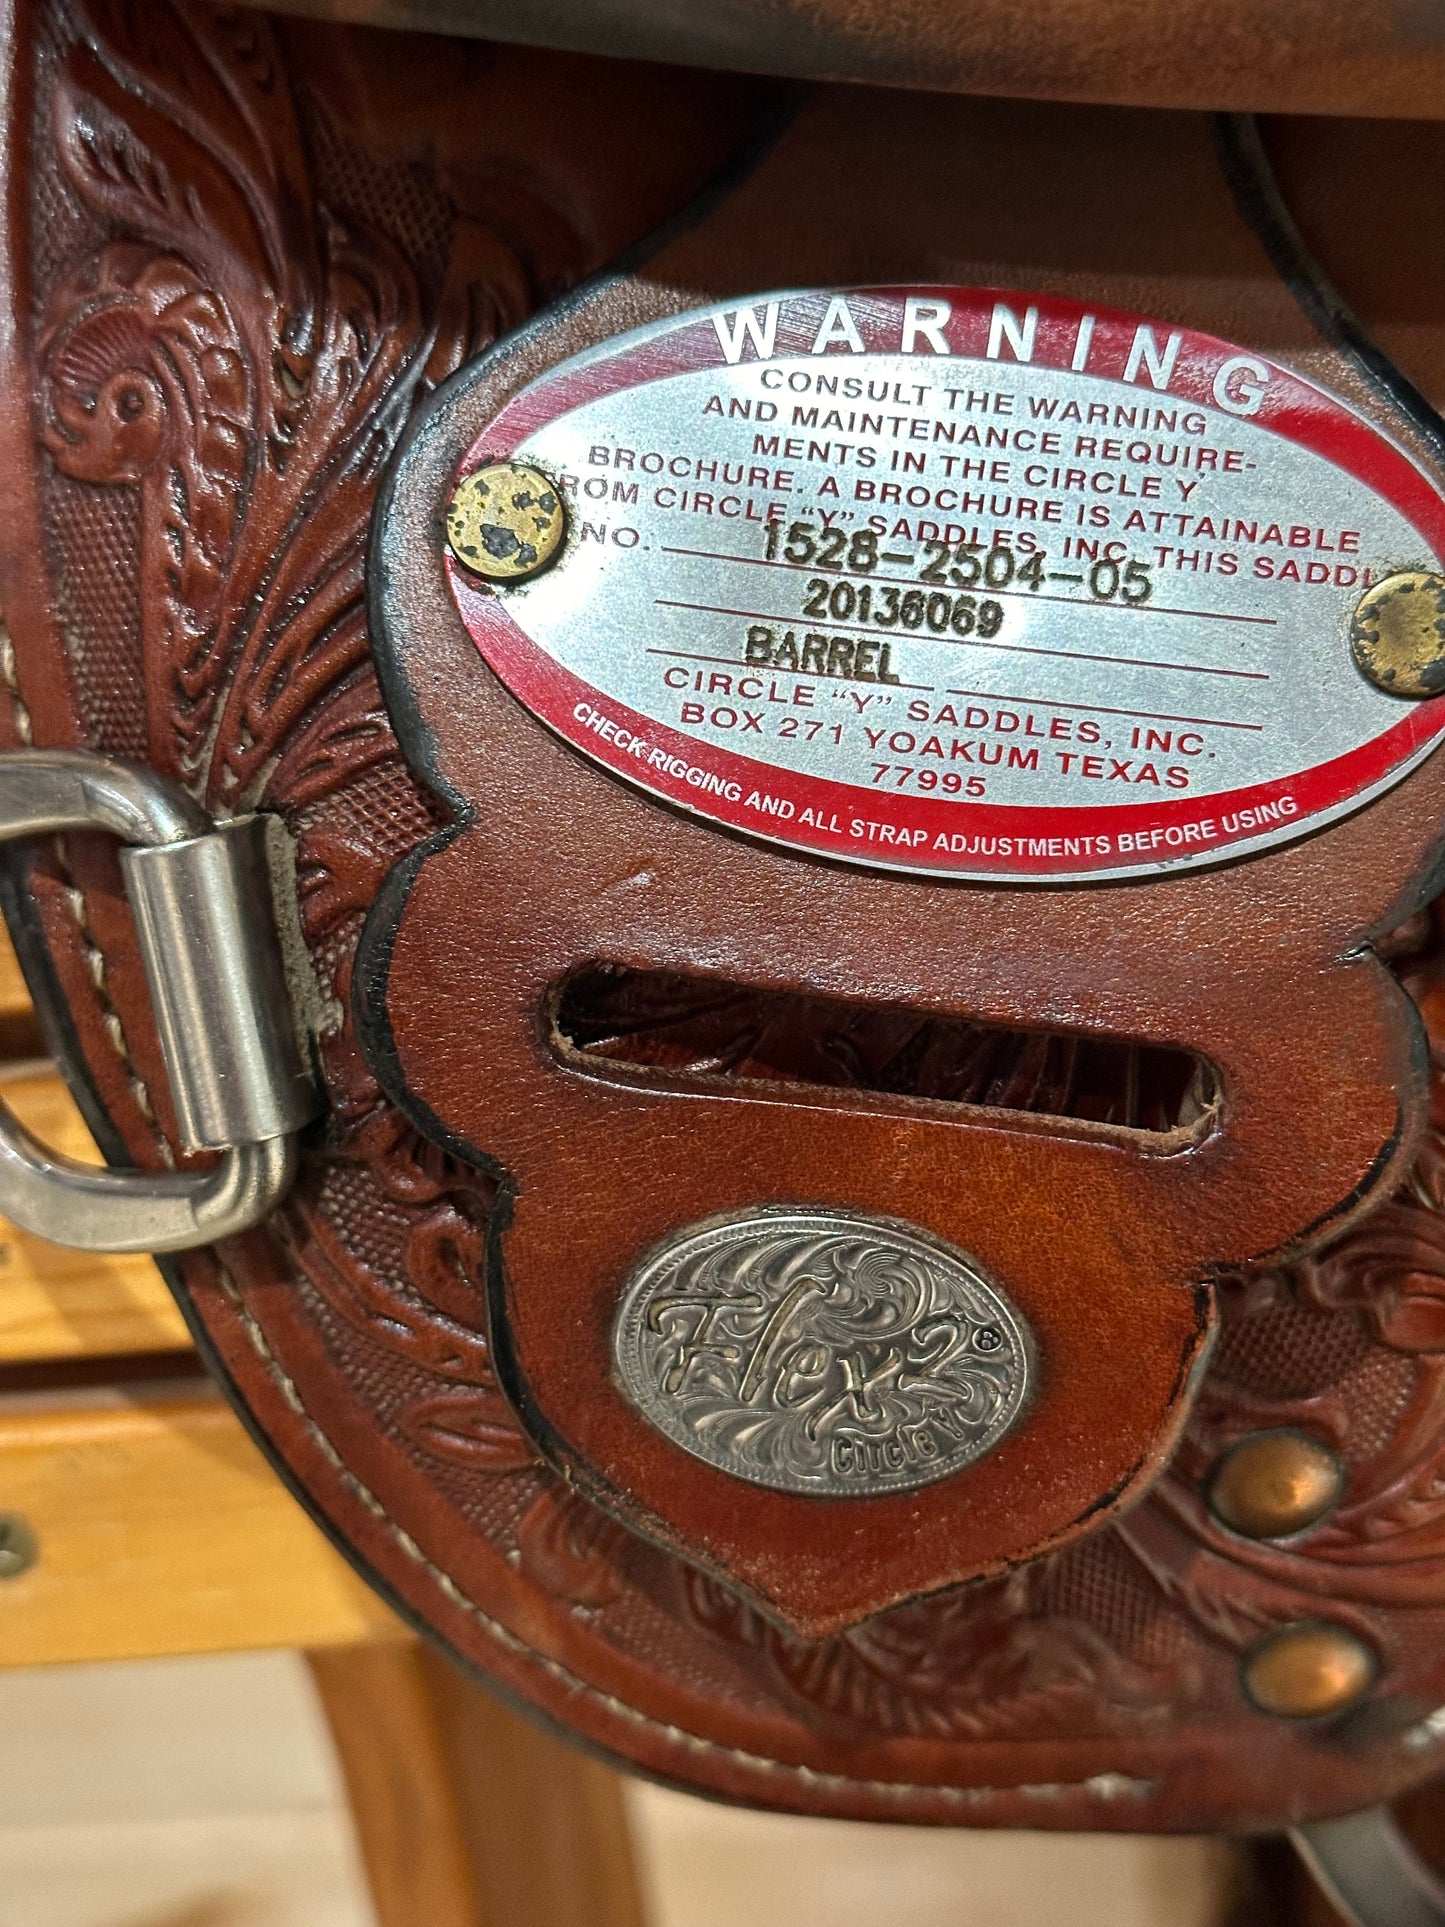 WARNING
CONSULT THE WARNING
AND MAINTENANCE REQUIRE-
MENTS IN THE CIRCLE Y
BROCHURE. A BROCHURE IS ATTAINABLE
ROM CIRCLE “Y” SADDLES, INC. THIS SADDL
NO. 1528-2504-05
20136069
BARREL
CIRCLE “Y” SADDLES, INC.
BOX 271 YOAKUM TEXAS
77995
CHECK RIGGING AND ALL STRAP ADJUSTMENTS BEFORE USING
Flex2®
Circle Y